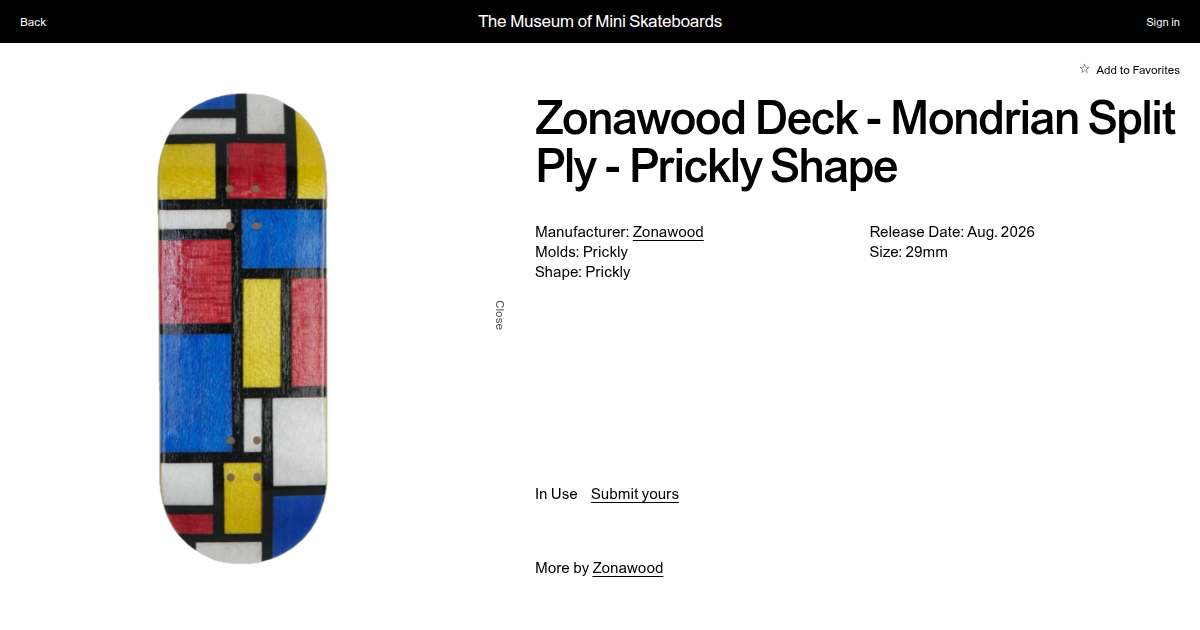 Back
The Museum of Mini Skateboards
Sign in
☆ Add to Favorites
Zonawood Deck - Mondrian Split
Ply - Prickly Shape
Manufacturer: Zonawood
Molds: Prickly
Shape: Prickly
Release Date: Aug. 2026
Size: 29mm
Close
In Use Submit yours
More by Zonawood